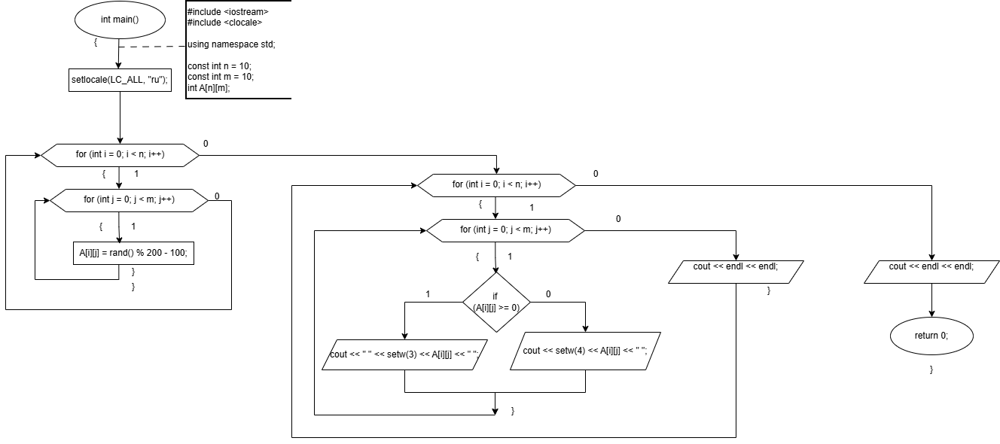 int main()
{
#include <iostream>
#include <clocale>
using namespace std;
const int n = 10;
const int m = 10;
int A[n][m];
setlocale(LC_ALL, "ru");
for (int i = 0; i < n; i++)
0
{
1
for (int j = 0; j < m; j++)
0
{
1
A[i][j] = rand() % 200 - 100;
}
}
for (int i = 0; i < n; i++)
0
{
1
for (int j = 0; j < m; j++)
0
{
1
if
(A[i][j] >= 0)
1
0
cout << " " << setw(3) << A[i][j] << " ";
cout << setw(4) << A[i][j] << " ";
}
cout << endl << endl;
}
cout << endl << endl;
return 0;
}